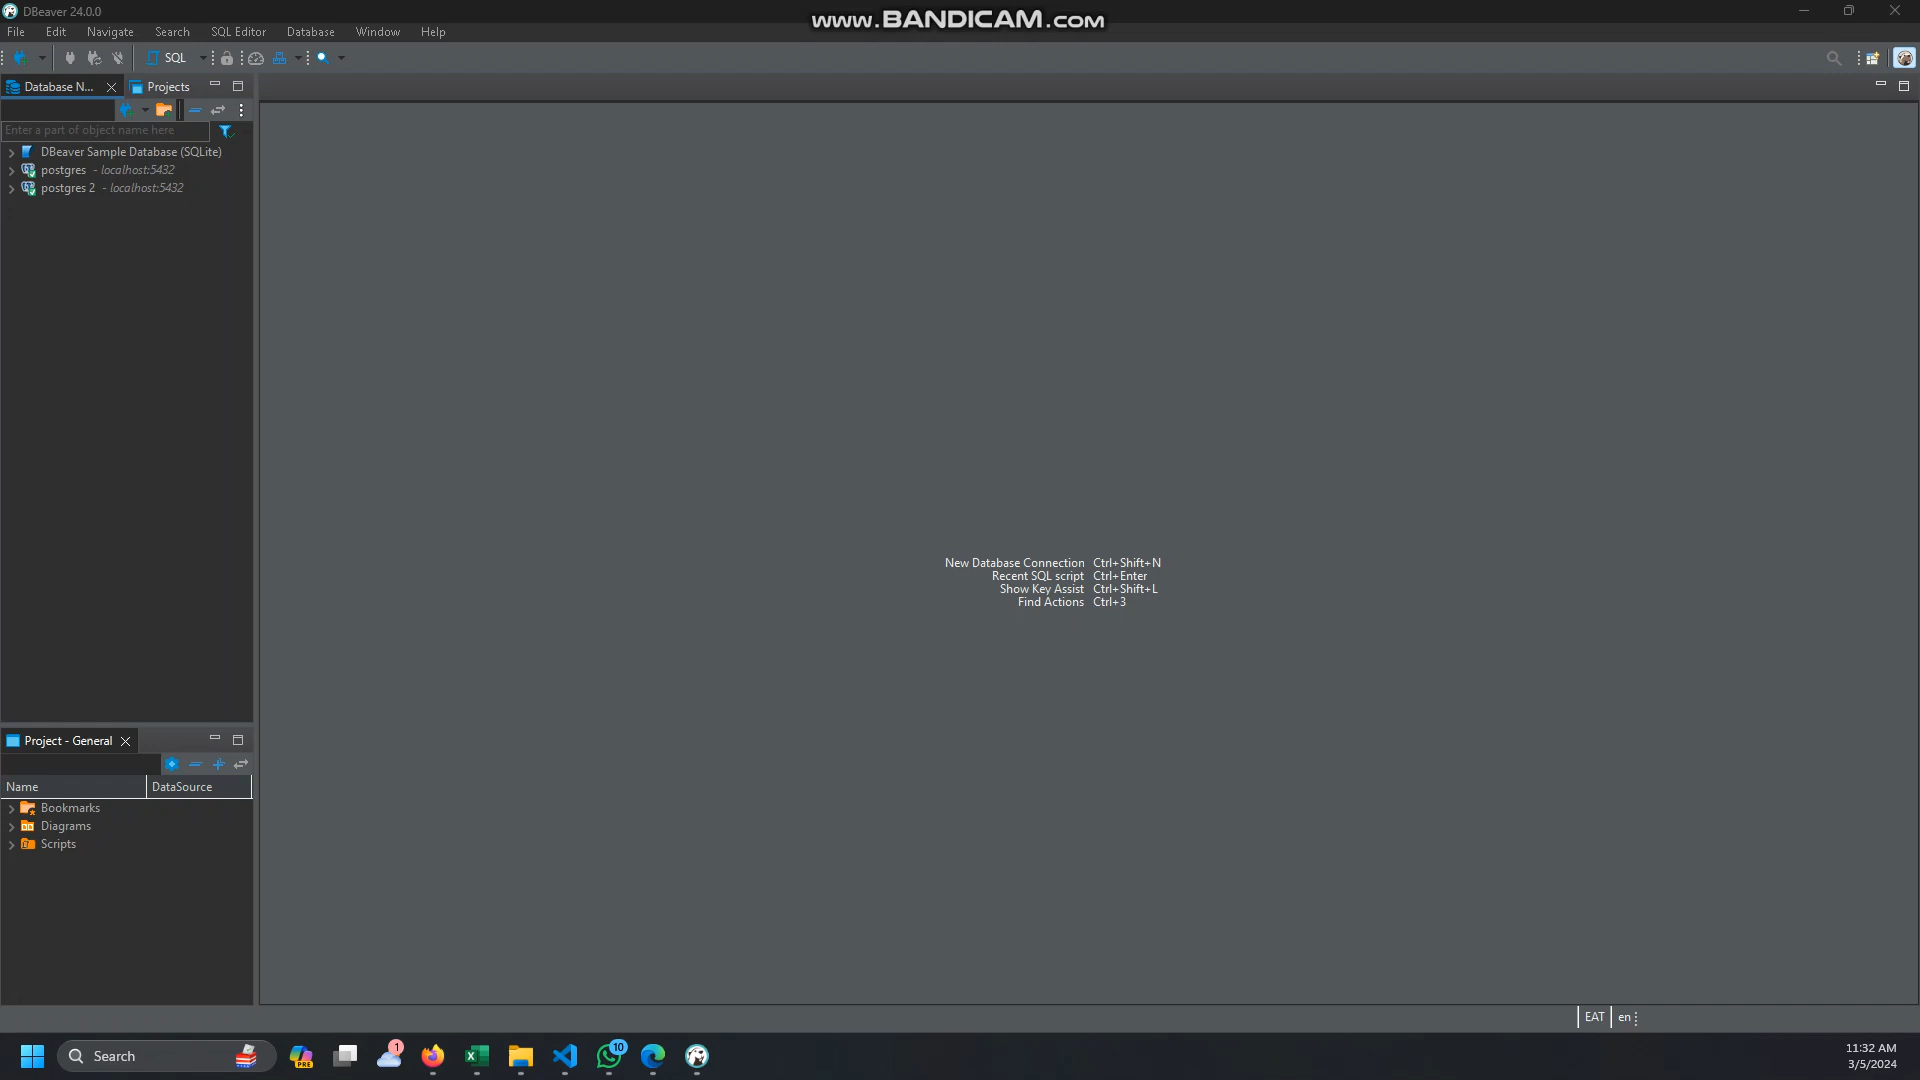 DBeaver 24.0.0
www.BANDICAM.com
File Edit Navigate Search SQL Editor Database Window Help
SQL
Database N... Projects
Enter a part of object name here
DBeaver Sample Database (SQLite)
postgres - localhost:5432
postgres 2 - localhost:5432
New Database Connection Ctrl+Shift+N
Recent SQL script Ctrl+Enter
Show Key Assist Ctrl+Shift+L
Find Actions Ctrl+3
Project - General
Name DataSource
Bookmarks
Diagrams
Scripts
EAT en
Search PRE 1 10
11:32 AM
3/5/2024